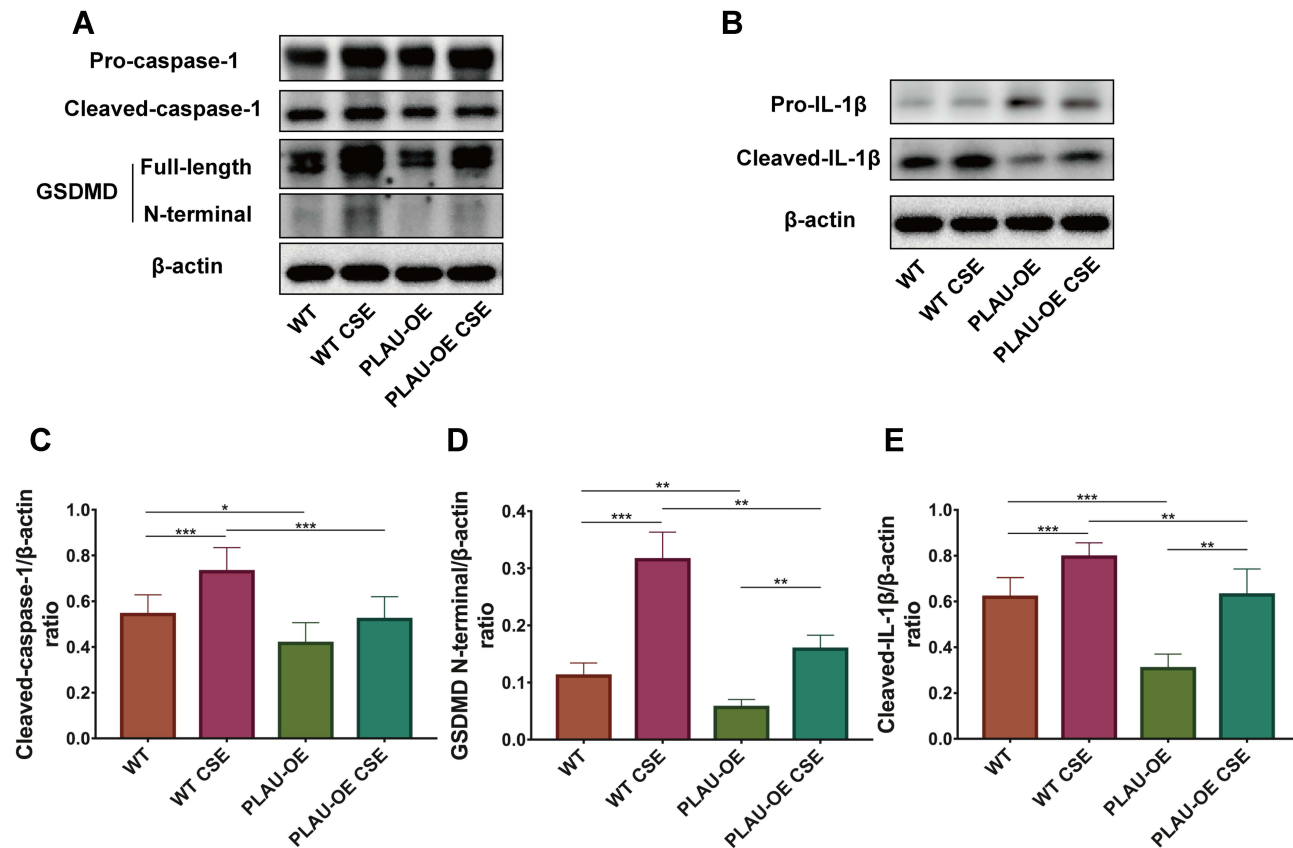 A
Pro-caspase-1
Cleaved-caspase-1
GSDMD
Full-length
N-terminal
β-actin
WT
WT CSE
PLAU-OE
PLAU-OE CSE
B
Pro-IL-1β
Cleaved-IL-1β
β-actin
WT
WT CSE
PLAU-OE
PLAU-OE CSE
C
Cleaved-caspase-1/β-actin
ratio
1.0
0.8
0.6
0.4
0.2
0.0
*
***
***
WT
WT CSE
PLAU-OE
PLAU-OE CSE
D
GSDMD N-terminal/β-actin
ratio
0.4
0.3
0.2
0.1
0.0
**
**
***
**
WT
WT CSE
PLAU-OE
PLAU-OE CSE
E
Cleaved-IL-1β/β-actin
ratio
1.0
0.8
0.6
0.4
0.2
0.0
***
**
***
**
WT
WT CSE
PLAU-OE
PLAU-OE CSE